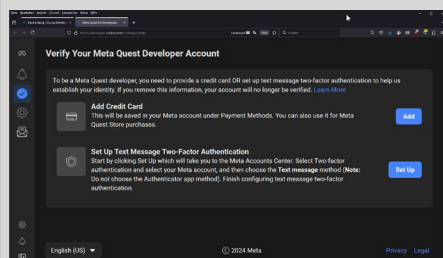 Verify Your Meta Quest Developer Account
To be a Meta Quest developer, you need to provide a credit card OR set up text message two-factor authentication to help us
establish your identity. If you remove this information, your account will no longer be verified. Learn More
Add Credit Card
This will be saved in your Meta account under Payment Methods. You can also use it for Meta
Quest Store purchases.
Add
Set Up Text Message Two-Factor Authentication
Start by clicking Set Up which will take you to the Meta Accounts Center. Select Two-factor
authentication and select your Meta account, and then choose the Text message method (Note:
Do not choose the Authenticator app method). Finish configuring text message two-factor
authentication.
Set Up
English (US)
© 2024 Meta
Privacy Legal